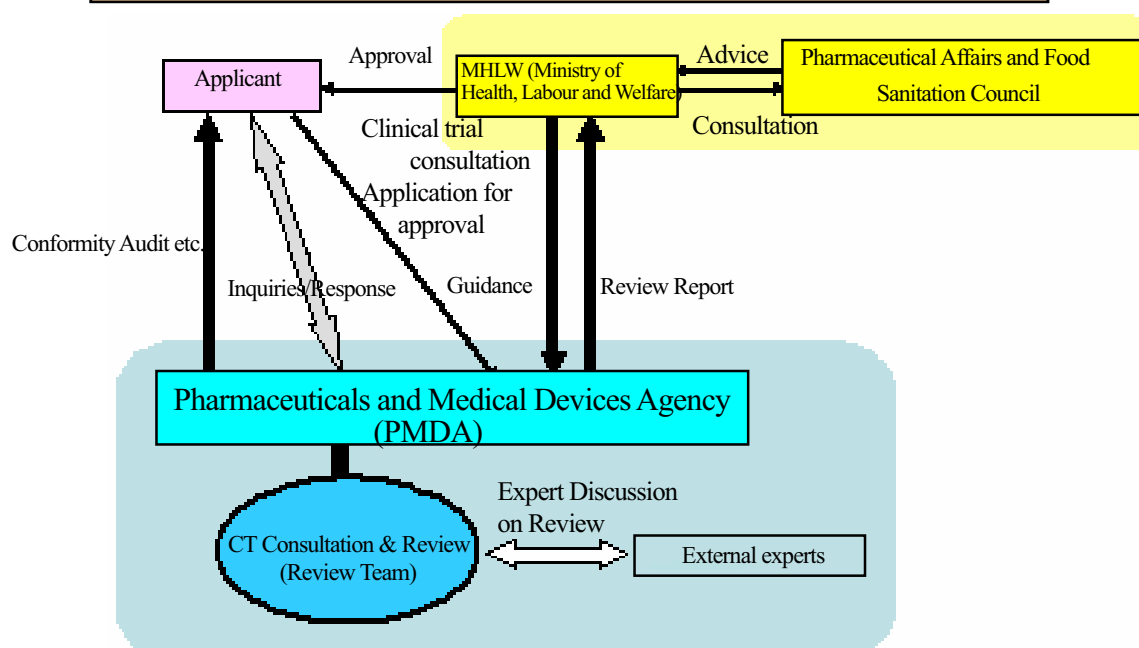 Approval
Applicant
MHLW (Ministry of
Health, Labour and Welfare)
Advice
Pharmaceutical Affairs and Food
Sanitation Council
Consultation
Clinical trial
consultation
Application for
approval
Conformity Audit etc.
Inquiries/Response
Guidance
Review Report
Pharmaceuticals and Medical Devices Agency
(PMDA)
CT Consultation & Review
(Review Team)
Expert Discussion
on Review
External experts